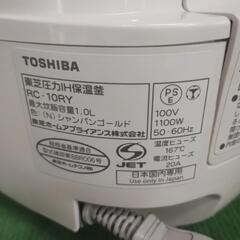 TOSHIBA
東芝圧力IH保温釜
RC-10RY
最大炊飯容量1.0L
色 (N)シャンパンゴールド
東芝ホームアプライアンス株式会社
PS
E
100V
1100W
50-60Hz
温度ヒューズ
167℃
電流ヒューズ
20A
JET
日本国内専用
Use only in Japan